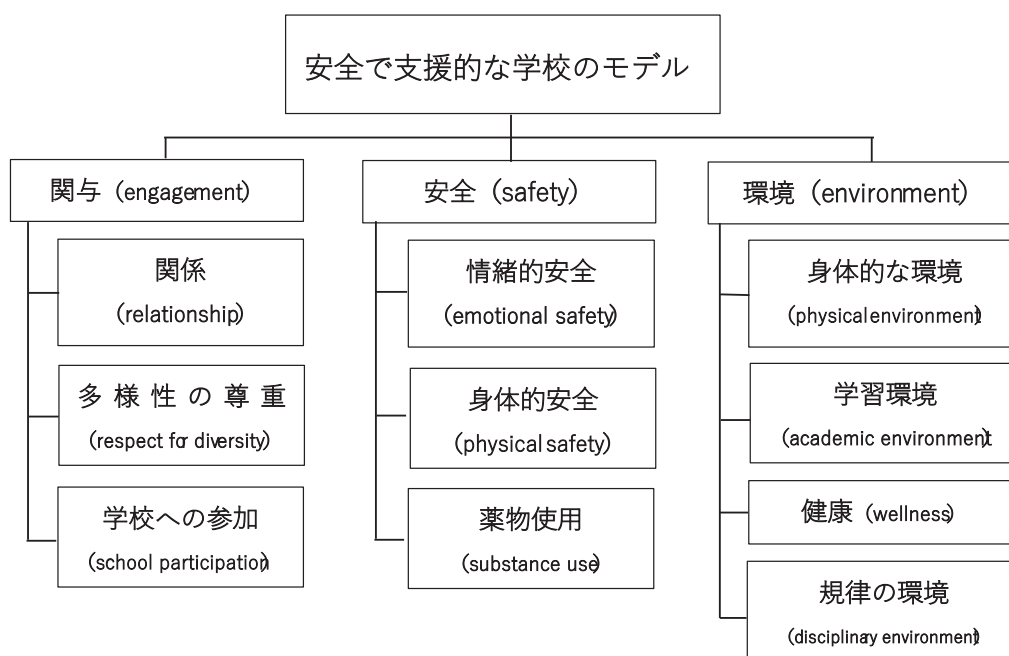 安全で支援的な学校のモデル
関与 (engagement)
関係
(relationship)
多様性の尊重
(respect for diversity)
学校への参加
(school participation)
安全 (safety)
情緒的安全
(emotional safety)
身体的安全
(physical safety)
薬物使用
(substance use)
環境 (environment)
身体的な環境
(physical environment)
学習環境
(academic environment)
健康 (wellness)
規律の環境
(disciplinary environment)